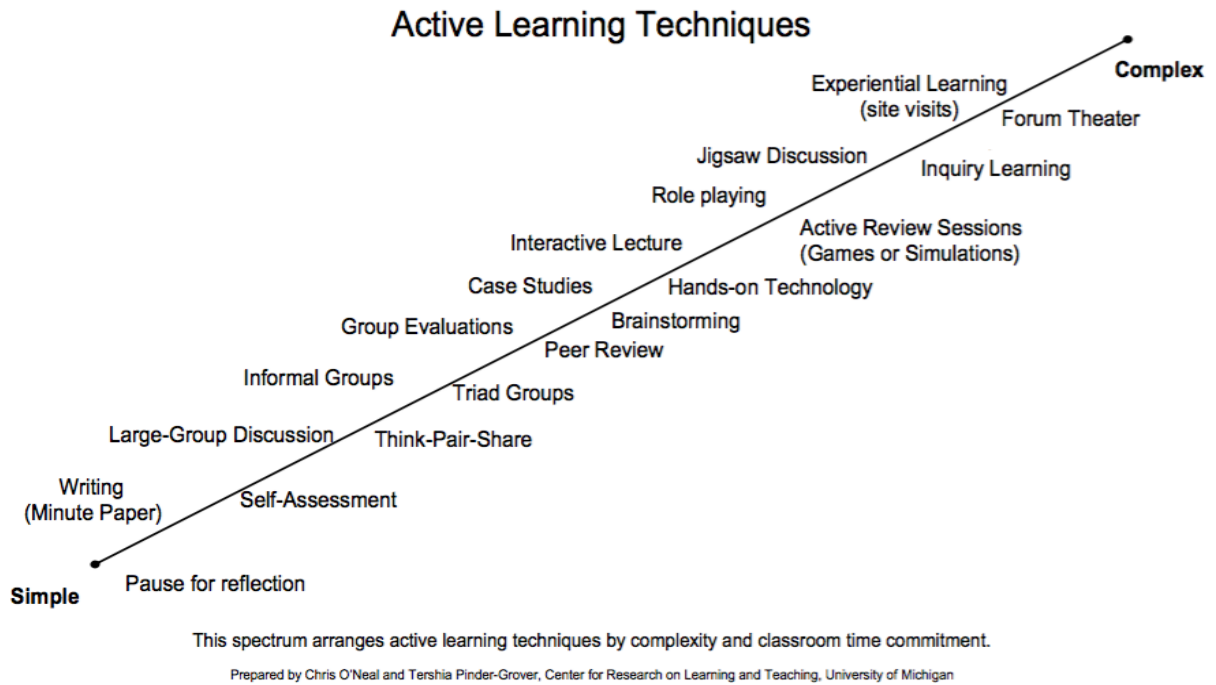 Active Learning Techniques
Complex
Experiential Learning
(site visits)
Forum Theater
Jigsaw Discussion
Inquiry Learning
Role playing
Active Review Sessions
(Games or Simulations)
Interactive Lecture
Case Studies
Hands-on Technology
Group Evaluations
Brainstorming
Peer Review
Informal Groups
Triad Groups
Large-Group Discussion
Think-Pair-Share
Writing
(Minute Paper)
Self-Assessment
Pause for reflection
Simple
This spectrum arranges active learning techniques by complexity and classroom time commitment.
Prepared by Chris O'Neal and Tershia Pinder-Grover, Center for Research on Learning and Teaching, University of Michigan